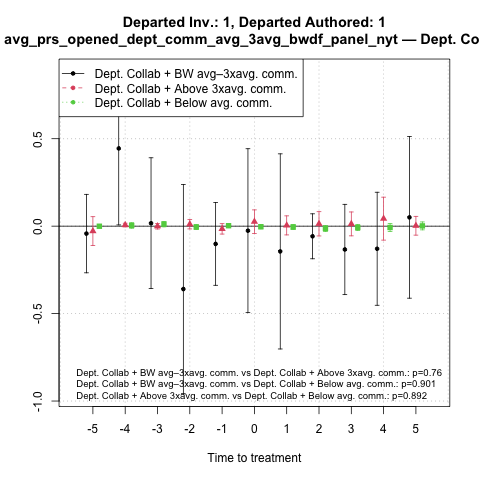 Departed Inv.: 1, Departed Authored: 1
avg_prs_opened_dept_comm_avg_3avg_bwdf_panel_nyt — Dept. Co
Dept. Collab + BW avg–3xavg. comm.
Dept. Collab + Above 3xavg. comm.
Dept. Collab + Below avg. comm.
0.5
0.0
-0.5
-1.0
Dept. Collab + BW avg–3xavg. comm. vs Dept. Collab + Above 3xavg. comm.: p=0.76
Dept. Collab + BW avg–3xavg. comm. vs Dept. Collab + Below avg. comm.: p=0.901
Dept. Collab + Above 3xavg. comm. vs Dept. Collab + Below avg. comm.: p=0.892
-5 -4 -3 -2 -1 0 1 2 3 4 5
Time to treatment